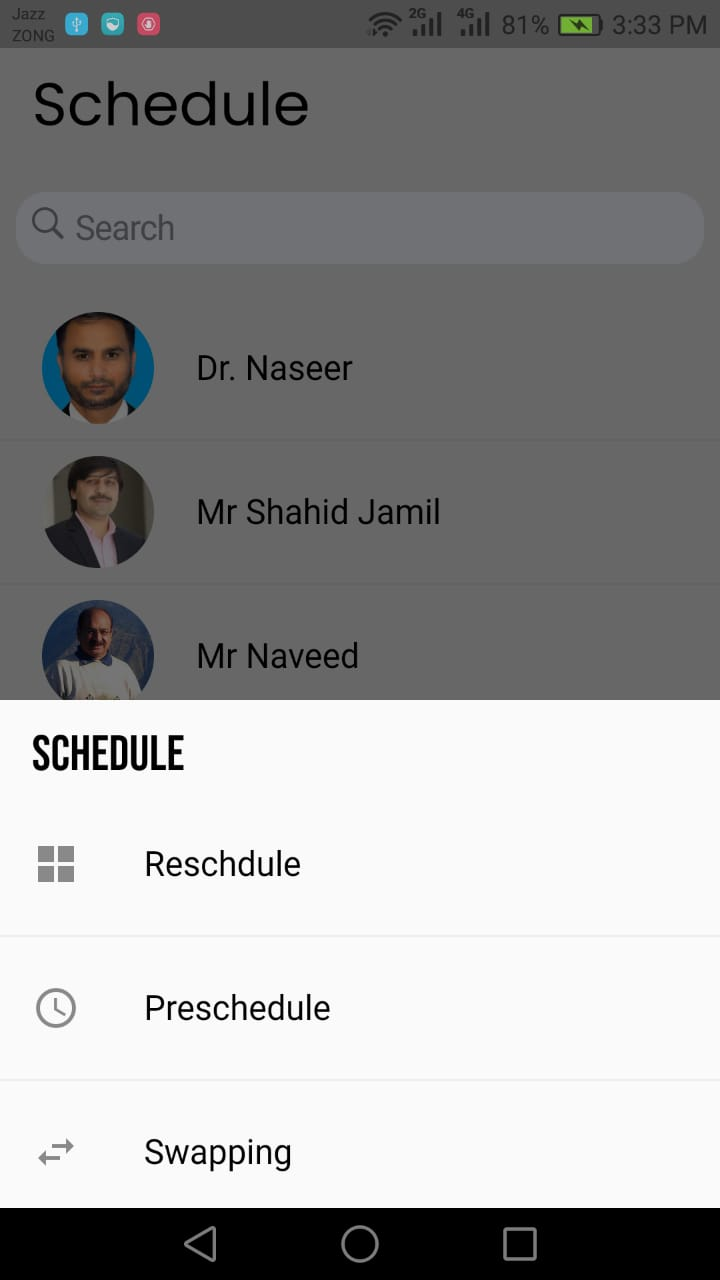 Jazz
ZONG
2G 4G 81% 3:33 PM
Schedule
Search
Dr. Naseer
Mr Shahid Jamil
Mr Naveed
SCHEDULE
Reschdule
Preschedule
Swapping